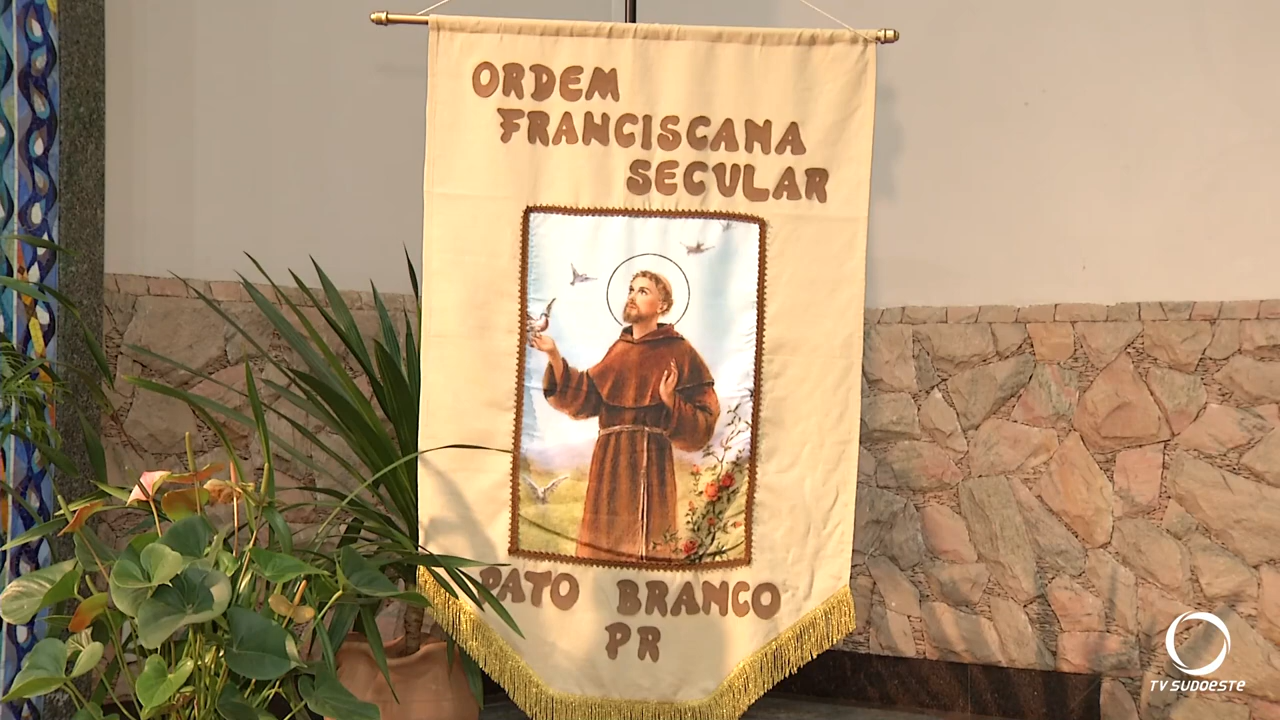 ORDEM
FRANCISCANA
SECULAR
PATO BRANCO
PR
TV SUDOESTE